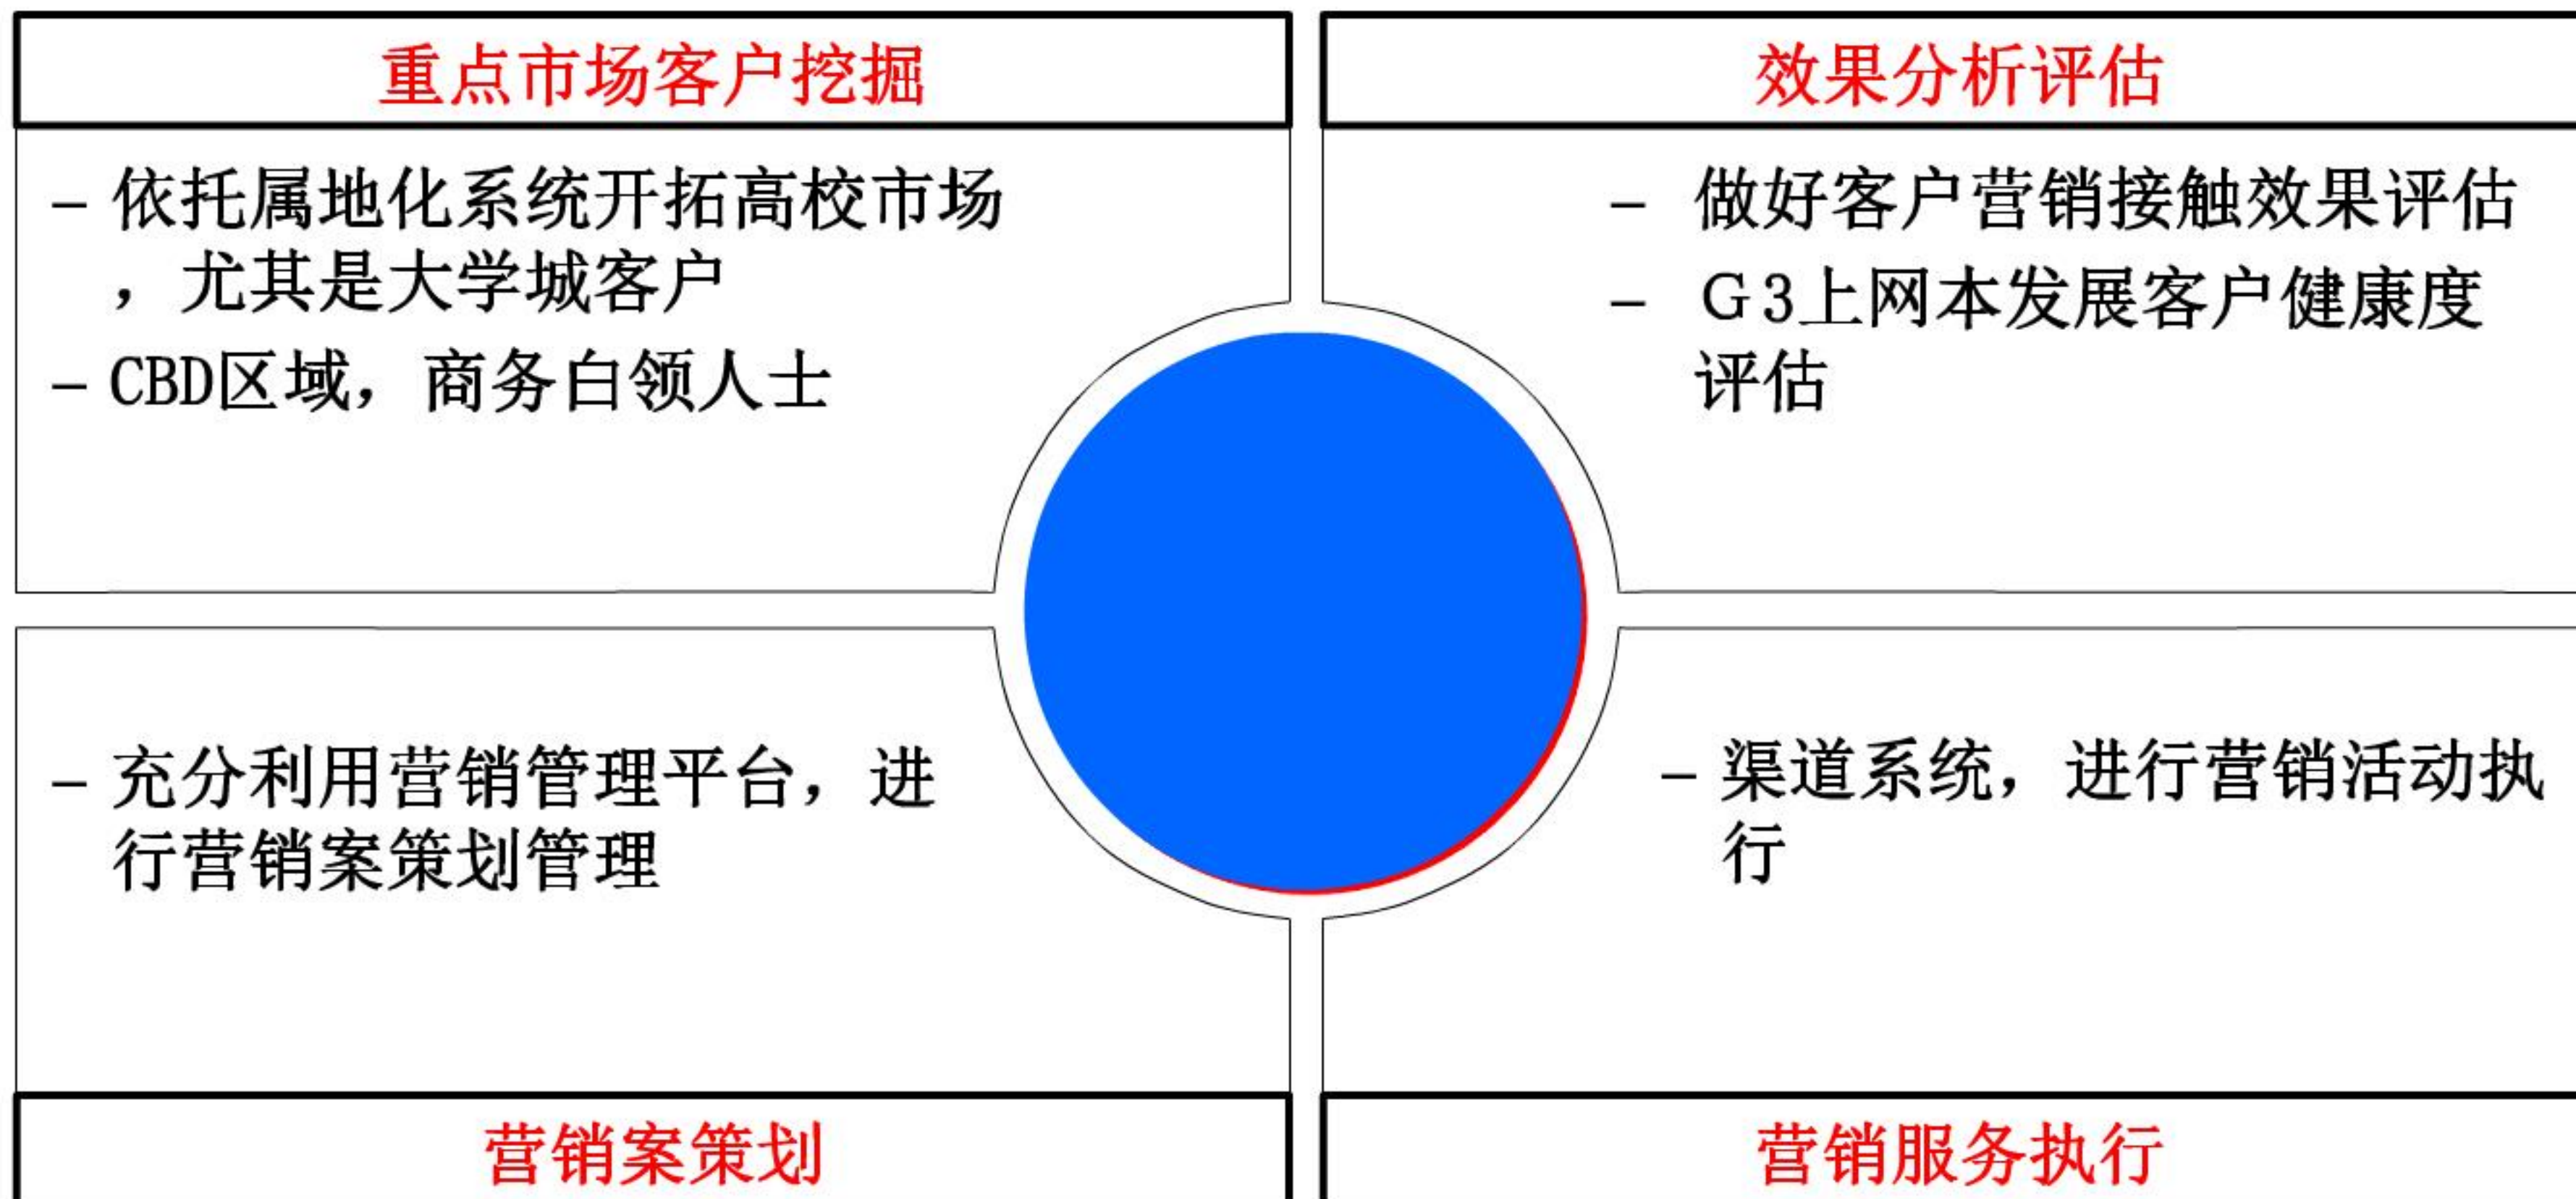 重点市场客户挖掘
– 依托属地化系统开拓高校市场
，尤其是大学城客户
– CBD区域，商务白领人士
效果分析评估
– 做好客户营销接触效果评估
– G3上网本发展客户健康度
评估
– 充分利用营销管理平台，进
行营销案策划管理
营销案策划
– 渠道系统，进行营销活动执
行
营销服务执行